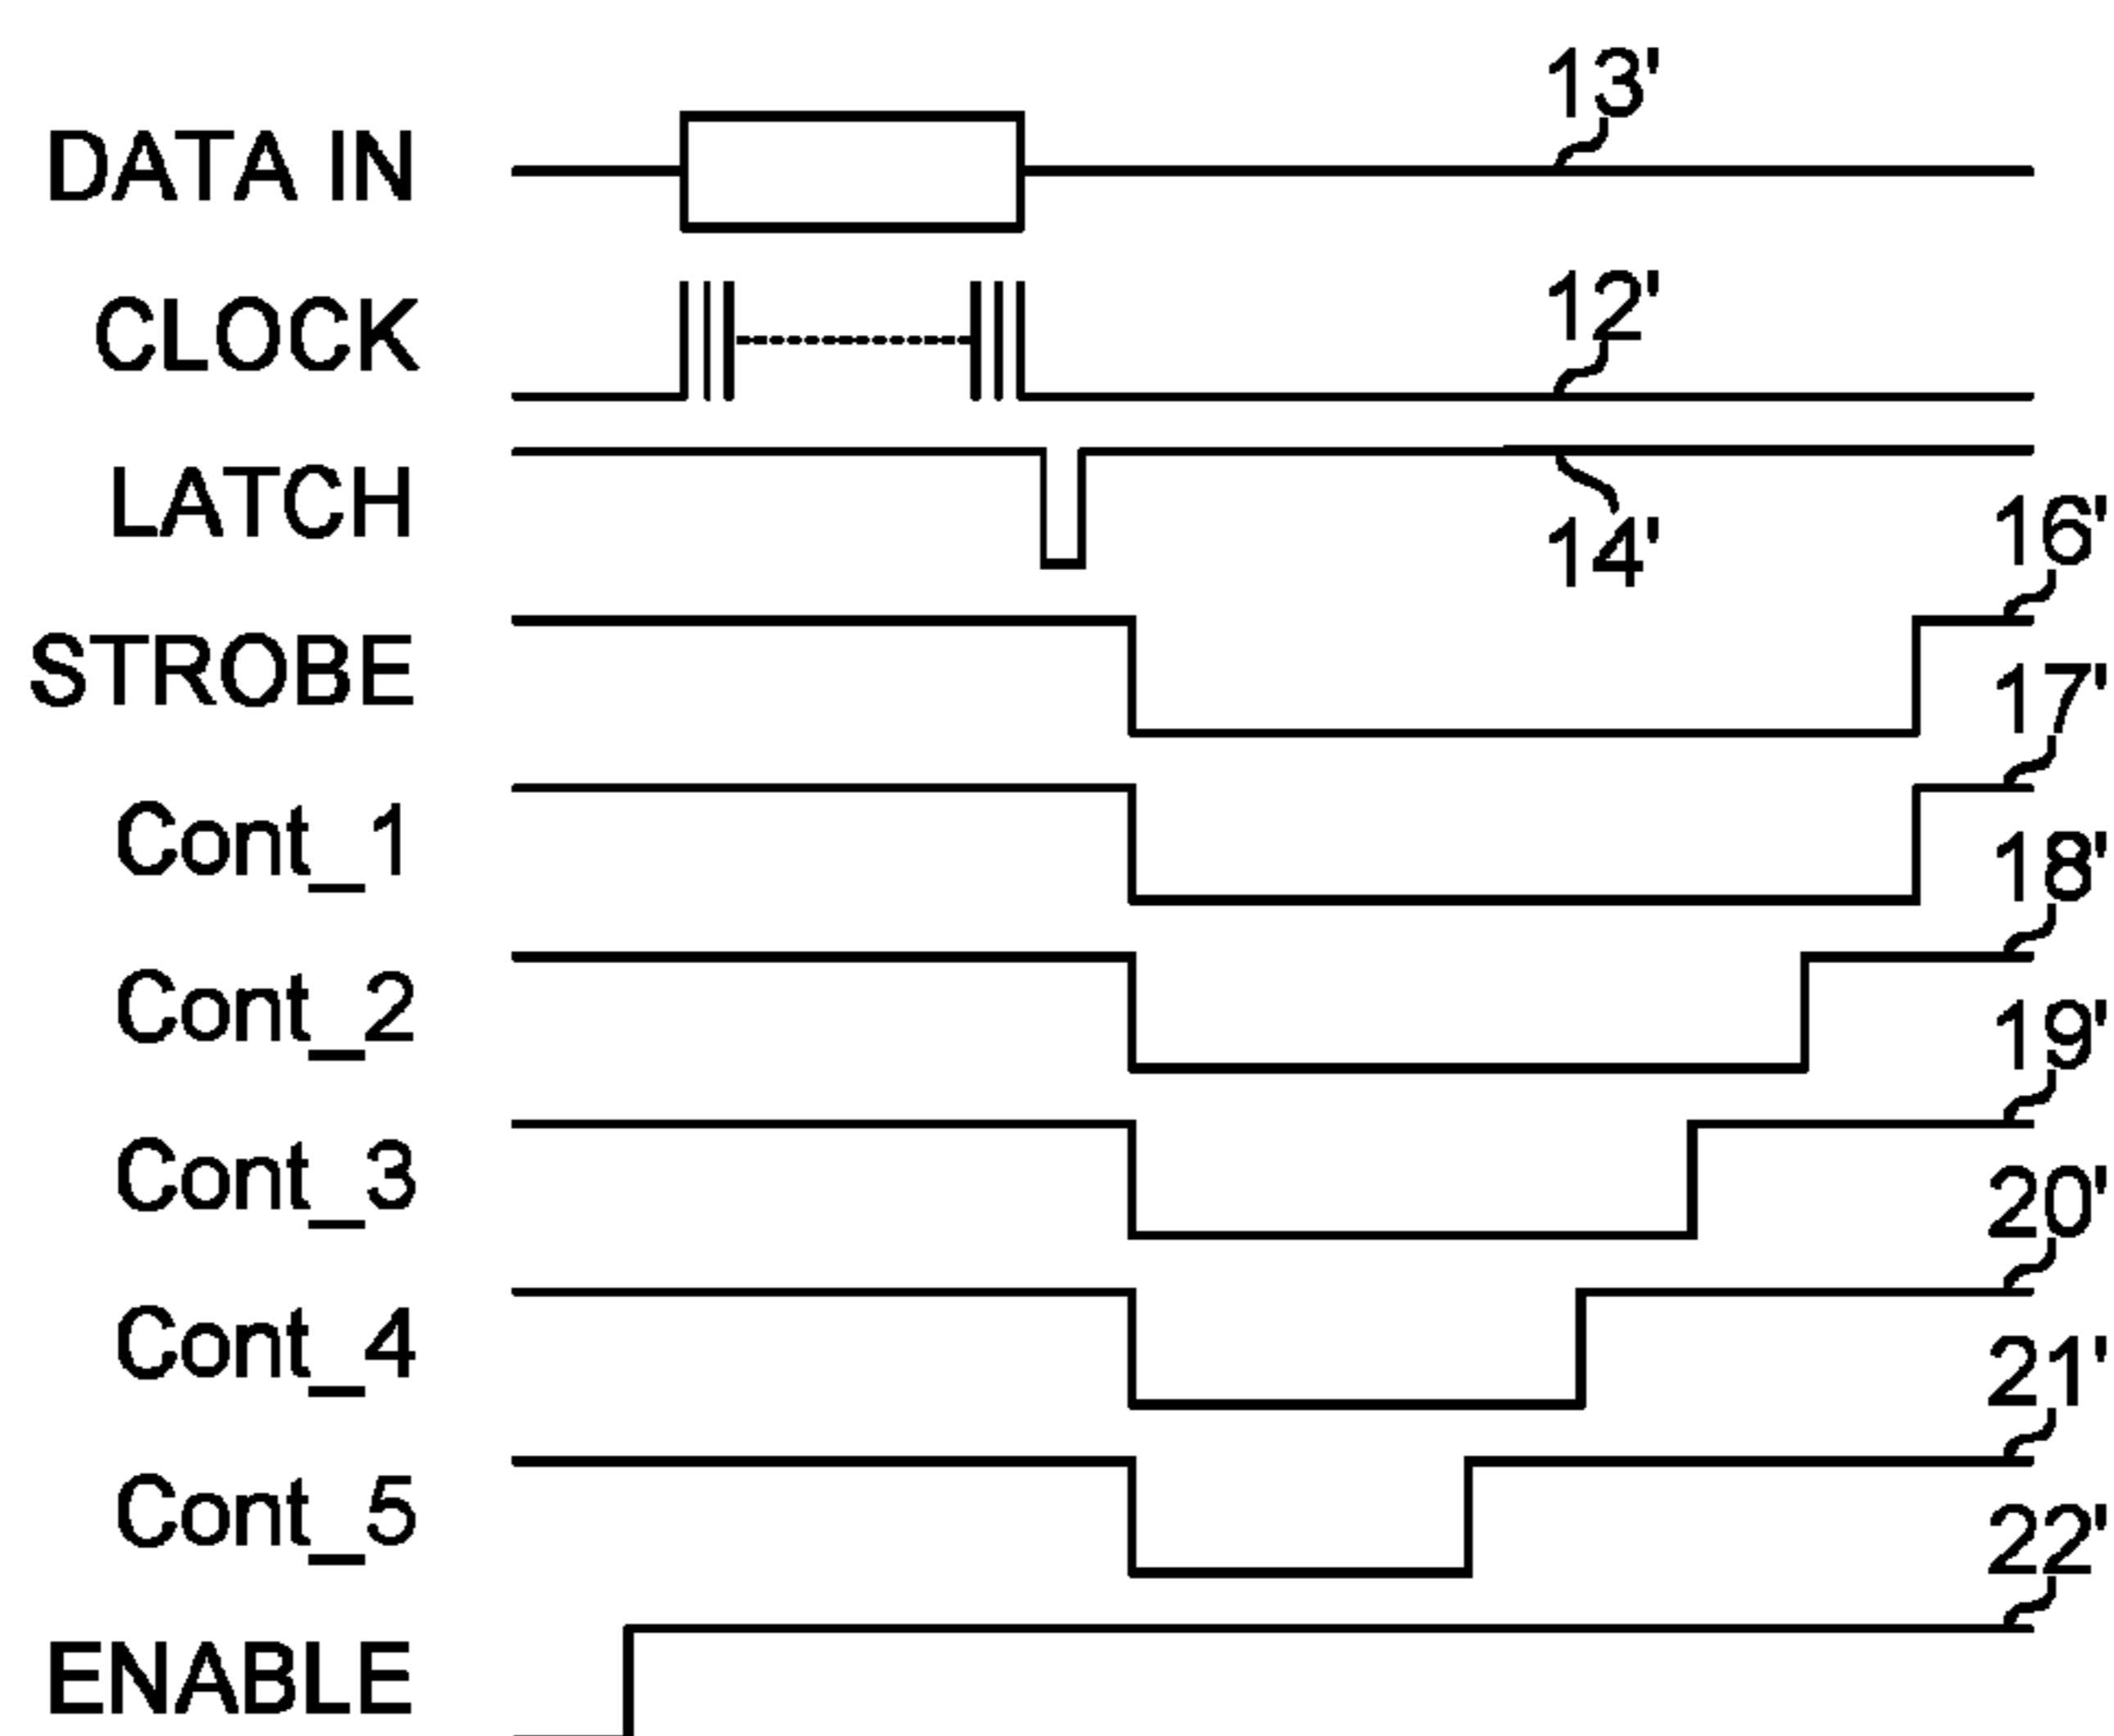 13'
DATA IN
12'
CLOCK
LATCH
14'
16'
STROBE
17'
Cont_1
18'
Cont_2
19'
Cont_3
20'
Cont_4
21'
Cont_5
22'
ENABLE